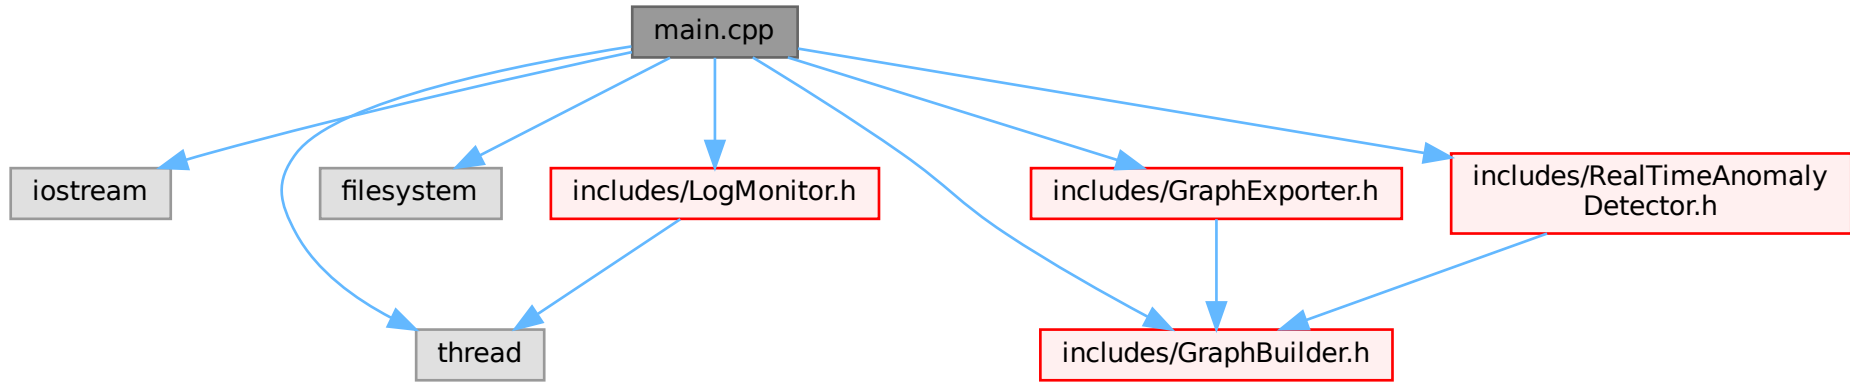 main.cpp
iostream
filesystem
includes/LogMonitor.h
includes/GraphExporter.h
includes/RealTimeAnomaly
Detector.h
thread
includes/GraphBuilder.h